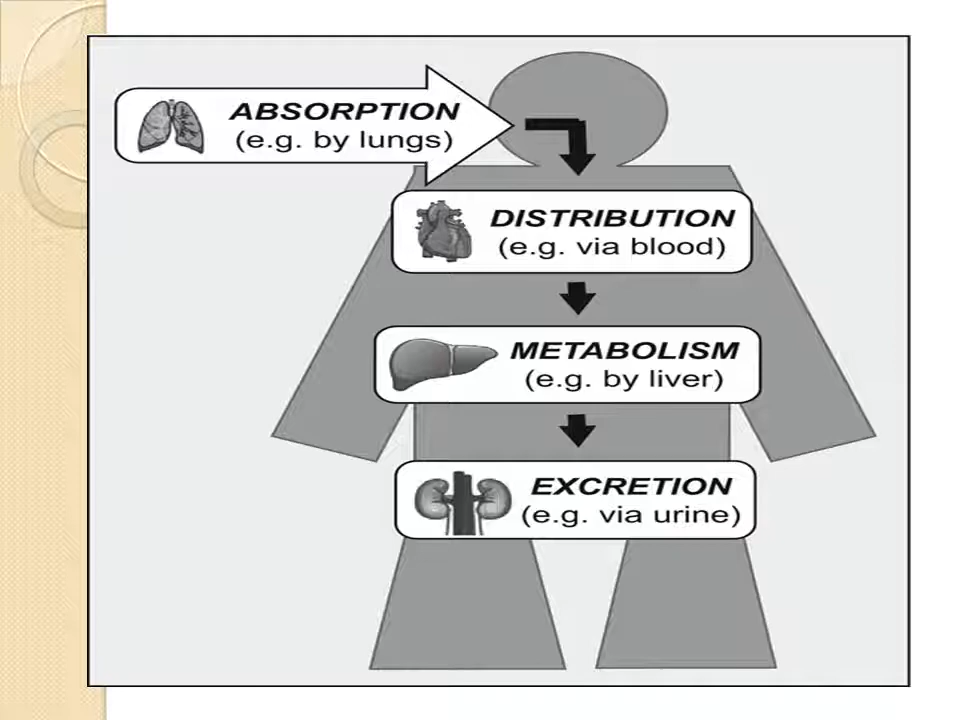 ABSORPTION
(e.g. by lungs)
DISTRIBUTION
(e.g. via blood)
METABOLISM
(e.g. by liver)
EXCRETION
(e.g. via urine)